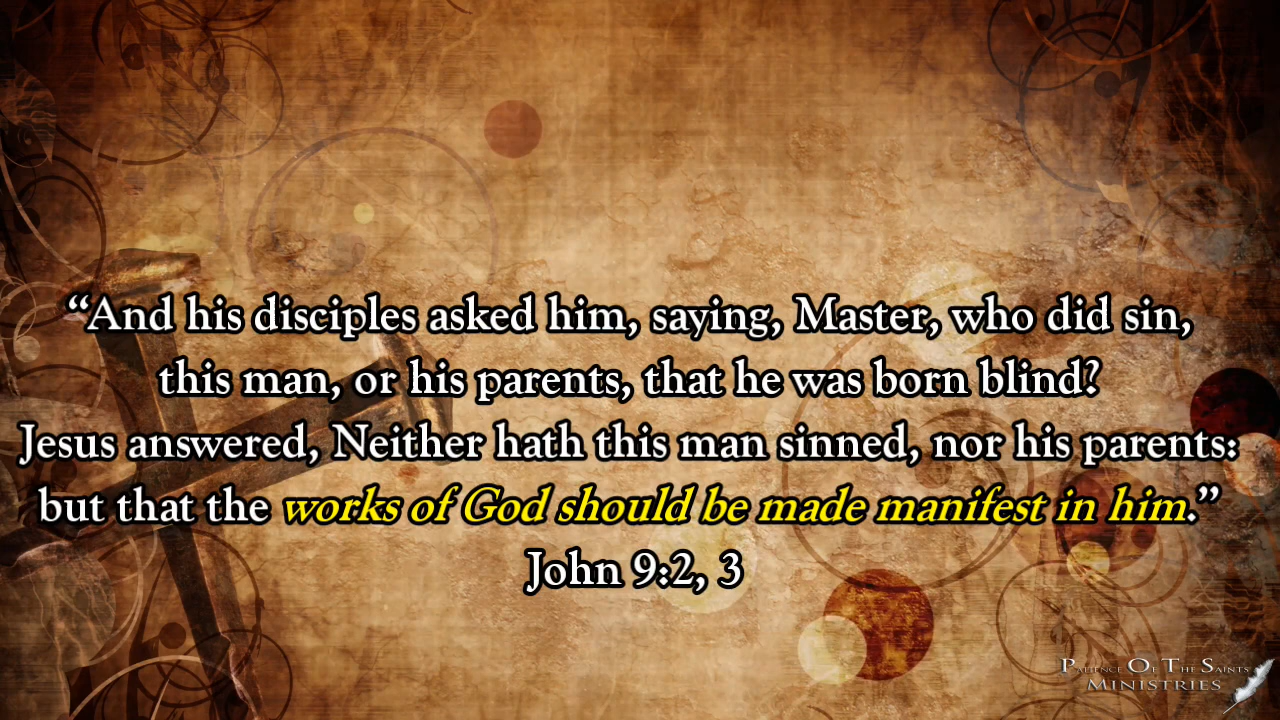 “And his disciples asked him, saying, Master, who did sin,
this man, or his parents, that he was born blind?
Jesus answered, Neither hath this man sinned, nor his parents:
but that the works of God should be made manifest in him.”
John 9:2, 3
Patience Of The Saints
Ministries